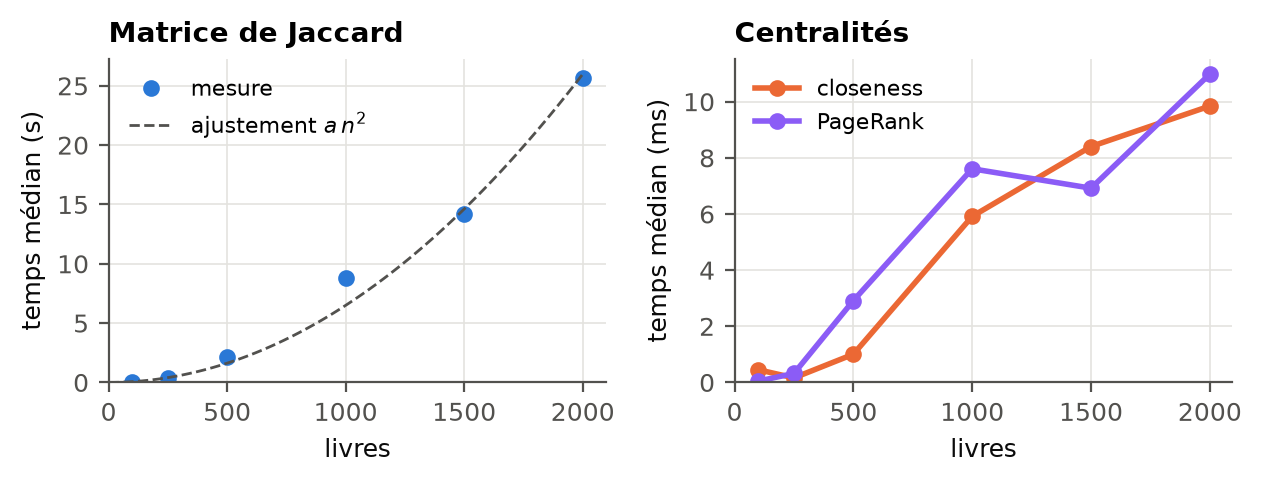 Matrice de Jaccard
mesure
ajustement a n²
temps médian (s)
25
20
15
10
5
0
0 500 1000 1500 2000
livres
Centralités
closeness
PageRank
temps médian (ms)
10
8
6
4
2
0
0 500 1000 1500 2000
livres